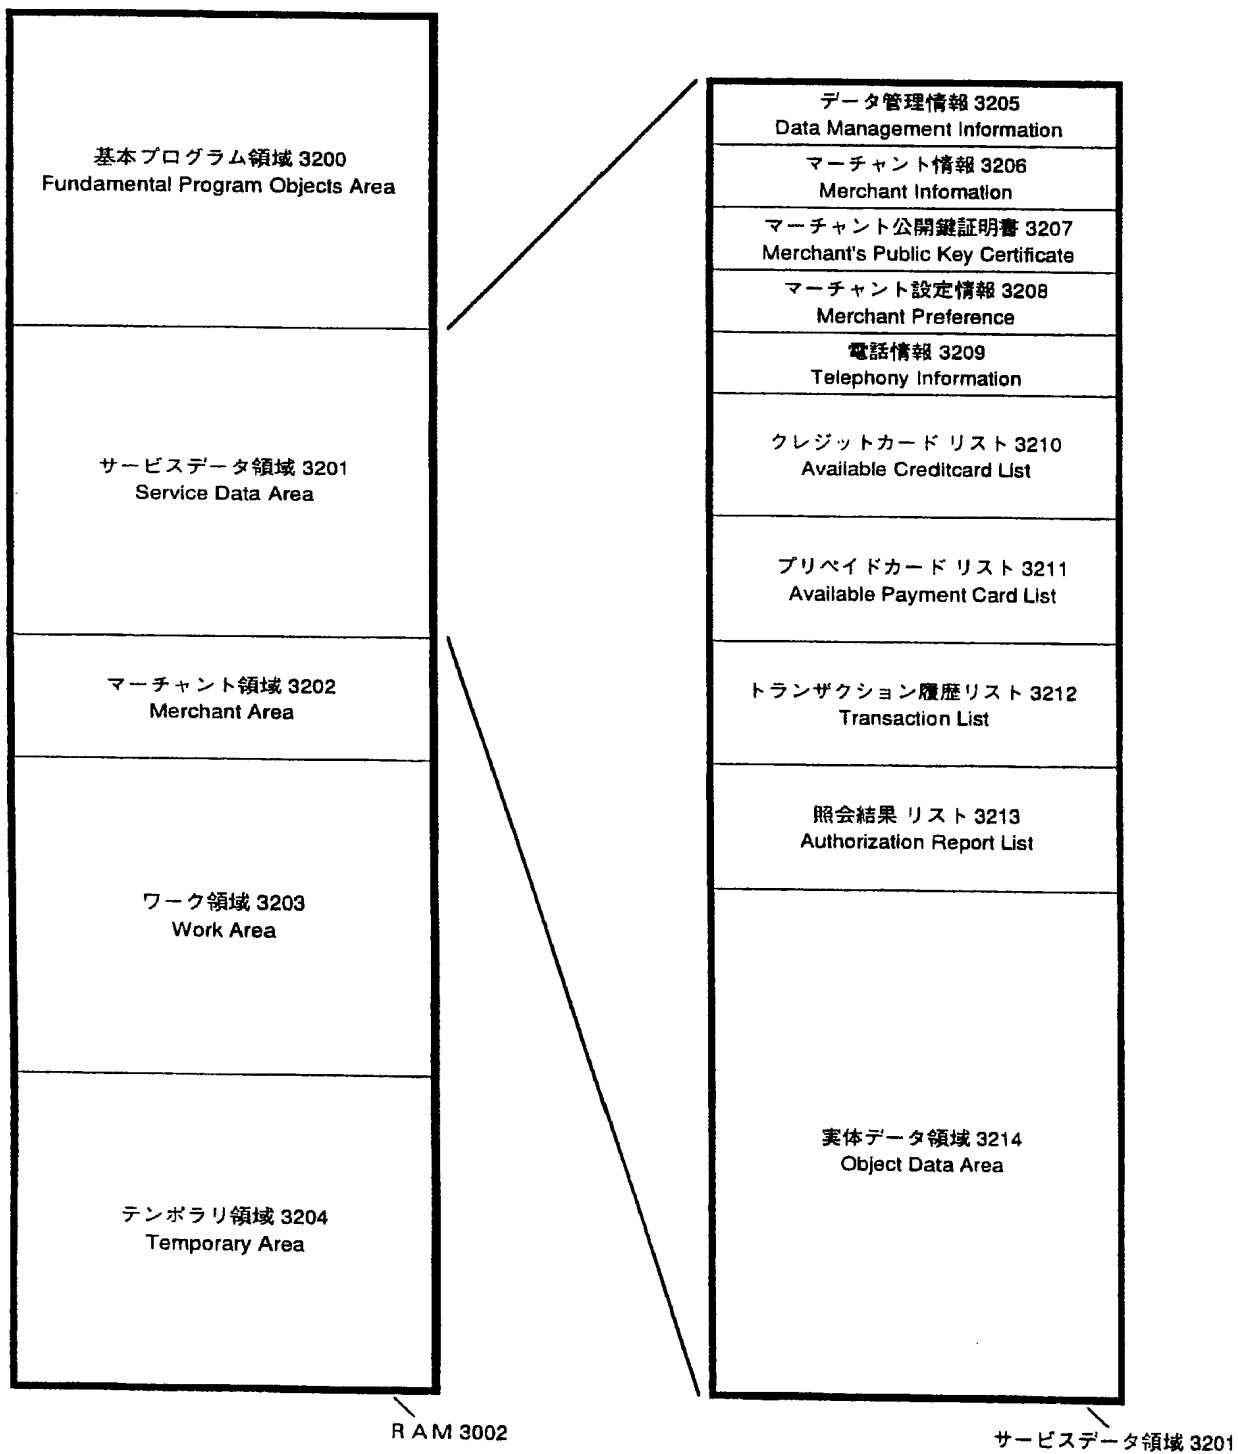 基本プログラム領域 3200
Fundamental Program Objects Area
サービスデータ領域 3201
Service Data Area
マーチャント領域 3202
Merchant Area
ワーク領域 3203
Work Area
テンポラリ領域 3204
Temporary Area
RAM 3002
データ管理情報 3205
Data Management Information
マーチャント情報 3206
Merchant Infomation
マーチャント公開鍵証明書 3207
Merchant's Public Key Certificate
マーチャント設定情報 3208
Merchant Preference
電話情報 3209
Telephony Information
クレジットカード リスト 3210
Available Creditcard List
プリペイドカード リスト 3211
Available Payment Card List
トランザクション履歴リスト 3212
Transaction List
照会結果 リスト 3213
Authorization Report List
実体データ領域 3214
Object Data Area
サービスデータ領域 3201